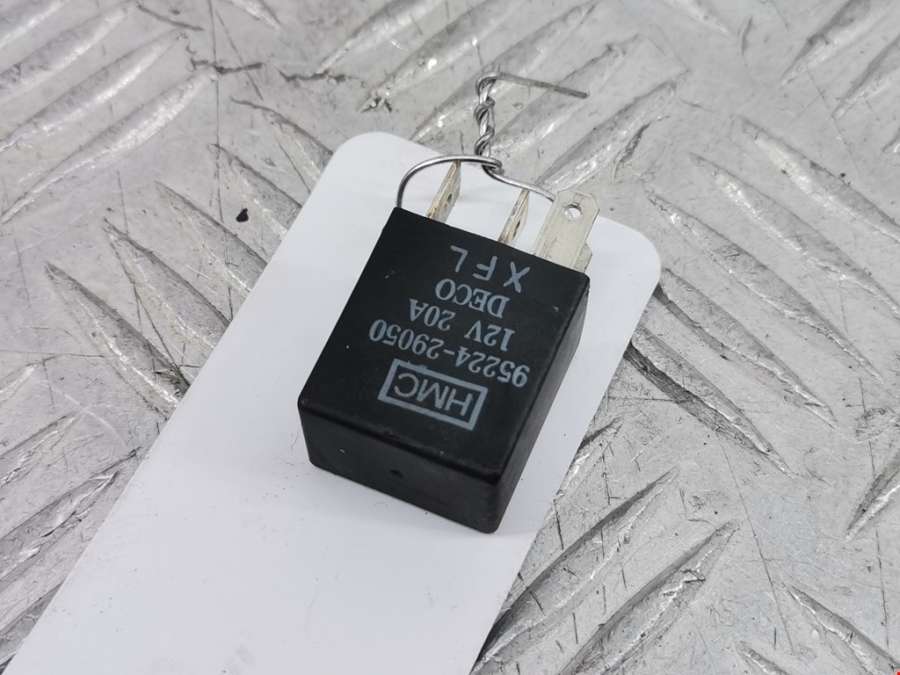 HMC
95224-29050
12V 20A
DECO
X F L